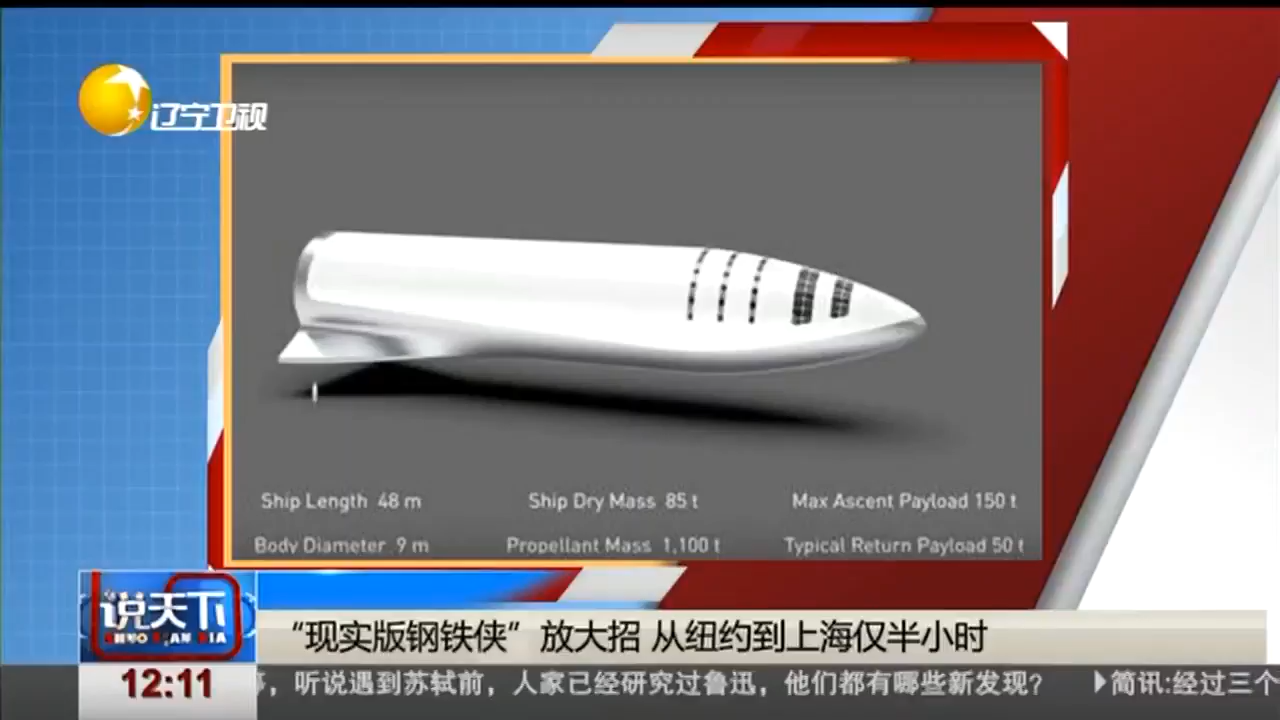 辽宁卫视
Ship Length 48 m
Ship Dry Mass 85 t
Max Ascent Payload 150 t
Body Diameter 9 m
Propellant Mass 1,100 t
Typical Return Payload 50 t
说天下
SHUO TIAN XIA
“现实版钢铁侠”放大招 从纽约到上海仅半小时
12:11
，听说遇到苏轼前，人家已经研究过鲁迅，他们都有哪些新发现？ 简讯:经过三个